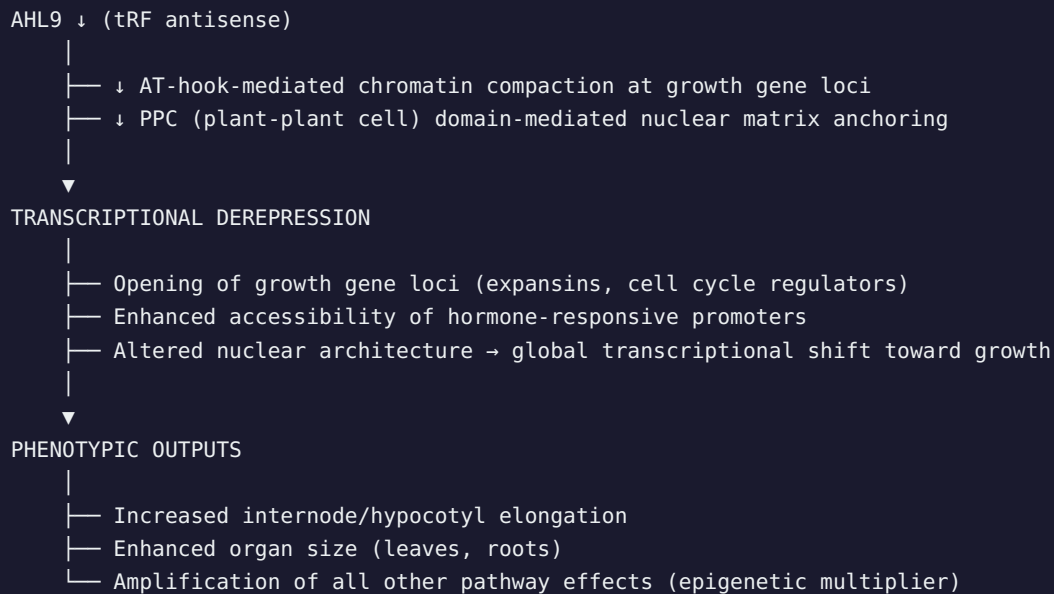 AHL9 ↓ (tRF antisense)
    │
    ├── ↓ AT-hook-mediated chromatin compaction at growth gene loci
    ├── ↓ PPC (plant-plant cell) domain-mediated nuclear matrix anchoring
    │
    ▼
TRANSCRIPTIONAL DEREPRESSION
    │
    ├── Opening of growth gene loci (expansins, cell cycle regulators)
    ├── Enhanced accessibility of hormone-responsive promoters
    ├── Altered nuclear architecture → global transcriptional shift toward growth
    │
    ▼
PHENOTYPIC OUTPUTS
    │
    ├── Increased internode/hypocotyl elongation
    ├── Enhanced organ size (leaves, roots)
    └── Amplification of all other pathway effects (epigenetic multiplier)